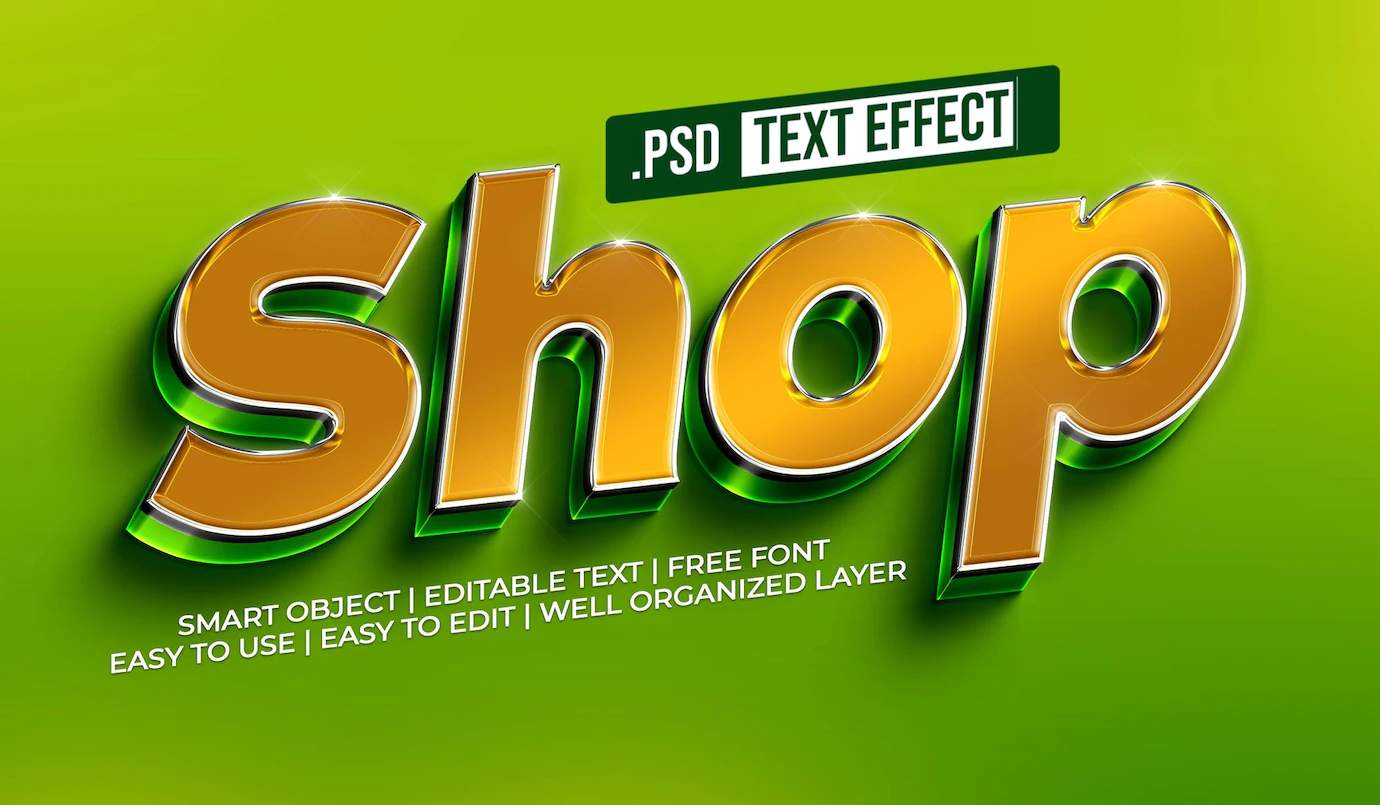 .PSD TEXT EFFECT
Shop
SMART OBJECT | EDITABLE TEXT | FREE FONT
EASY TO USE | EASY TO EDIT | WELL ORGANIZED LAYER